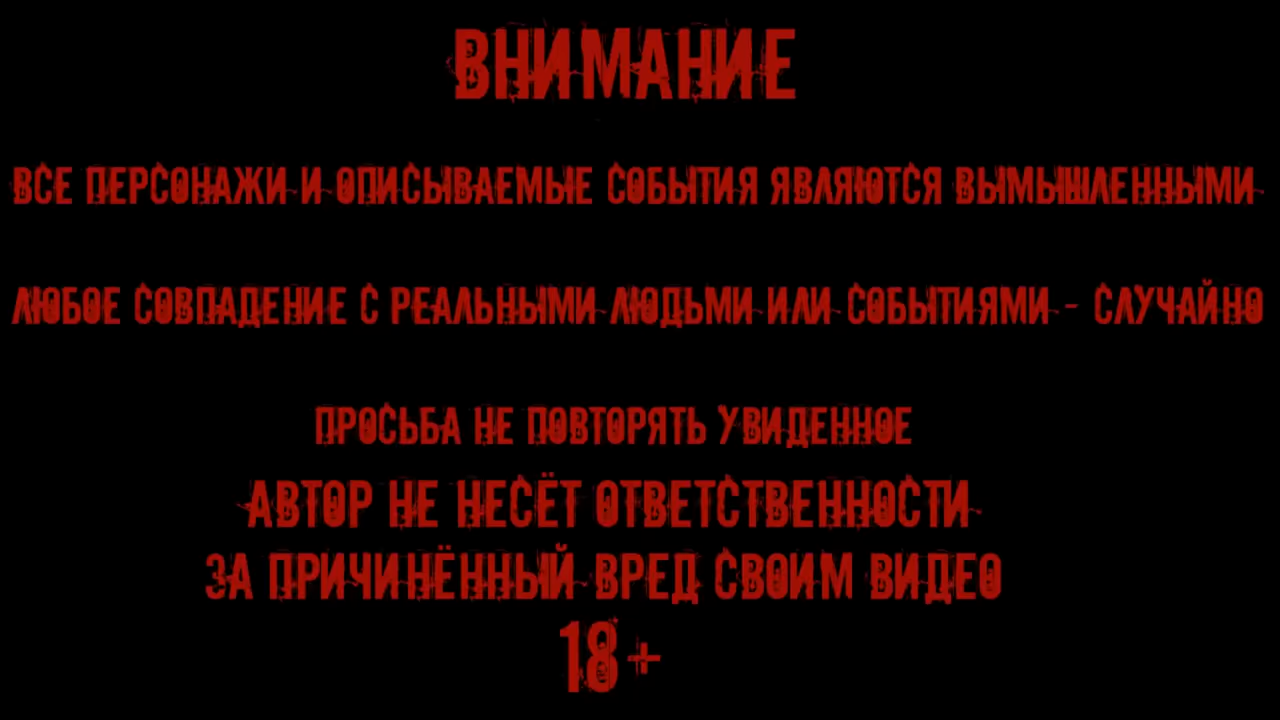 ВНИМАНИЕ
ВСЕ ПЕРСОНАЖИ И ОПИСЫВАЕМЫЕ СОБЫТИЯ ЯВЛЯЮТСЯ ВЫМЫШЛЕННЫМИ
ЛЮБОЕ СОВПАДЕНИЕ С РЕАЛЬНЫМИ ЛЮДЬМИ ИЛИ СОБЫТИЯМИ - СЛУЧАЙНО
ПРОСЬБА НЕ ПОВТОРЯТЬ УВИДЕННОЕ
АВТОР НЕ НЕСЁТ ОТВЕТСТВЕННОСТИ
ЗА ПРИЧИНЁННЫЙ ВРЕД СВОИМ ВИДЕО
18+